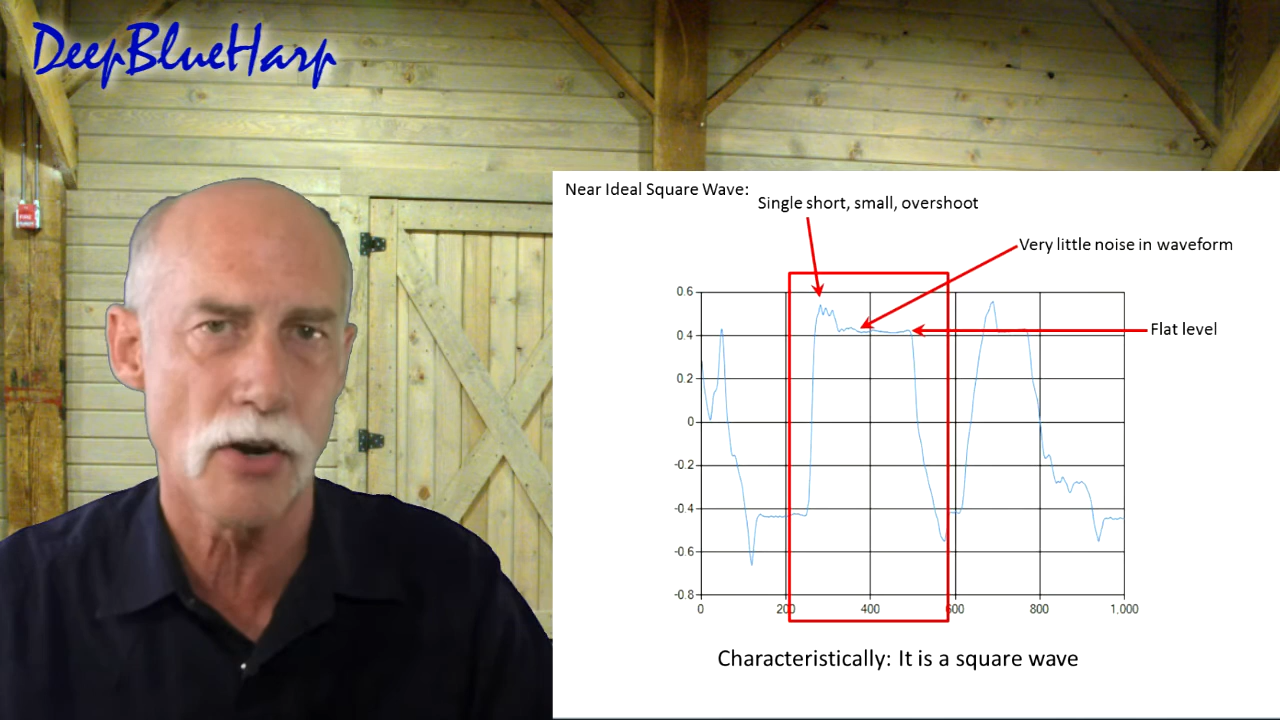 DeepBlueHarp
Near Ideal Square Wave:
Single short, small, overshoot
Very little noise in waveform
Flat level
0.6
0.4
0.2
0
-0.2
-0.4
-0.6
-0.8
0 200 400 600 800 1,000
Characteristically: It is a square wave
FIRE